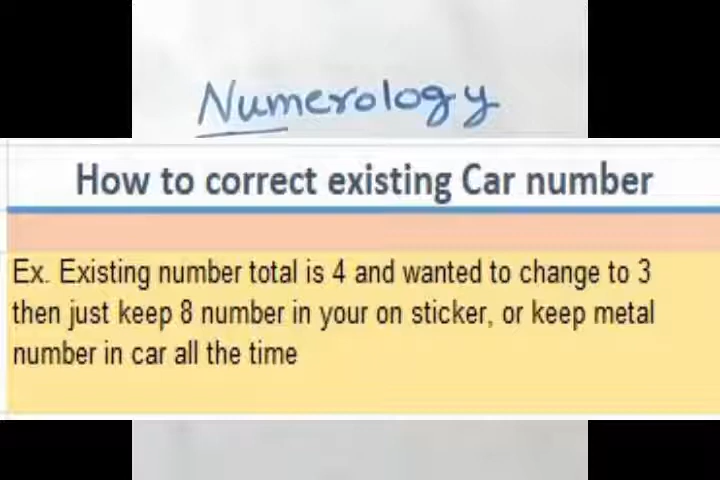 Numerology
How to correct existing Car number
Ex. Existing number total is 4 and wanted to change to 3
then just keep 8 number in your on sticker, or keep metal
number in car all the time